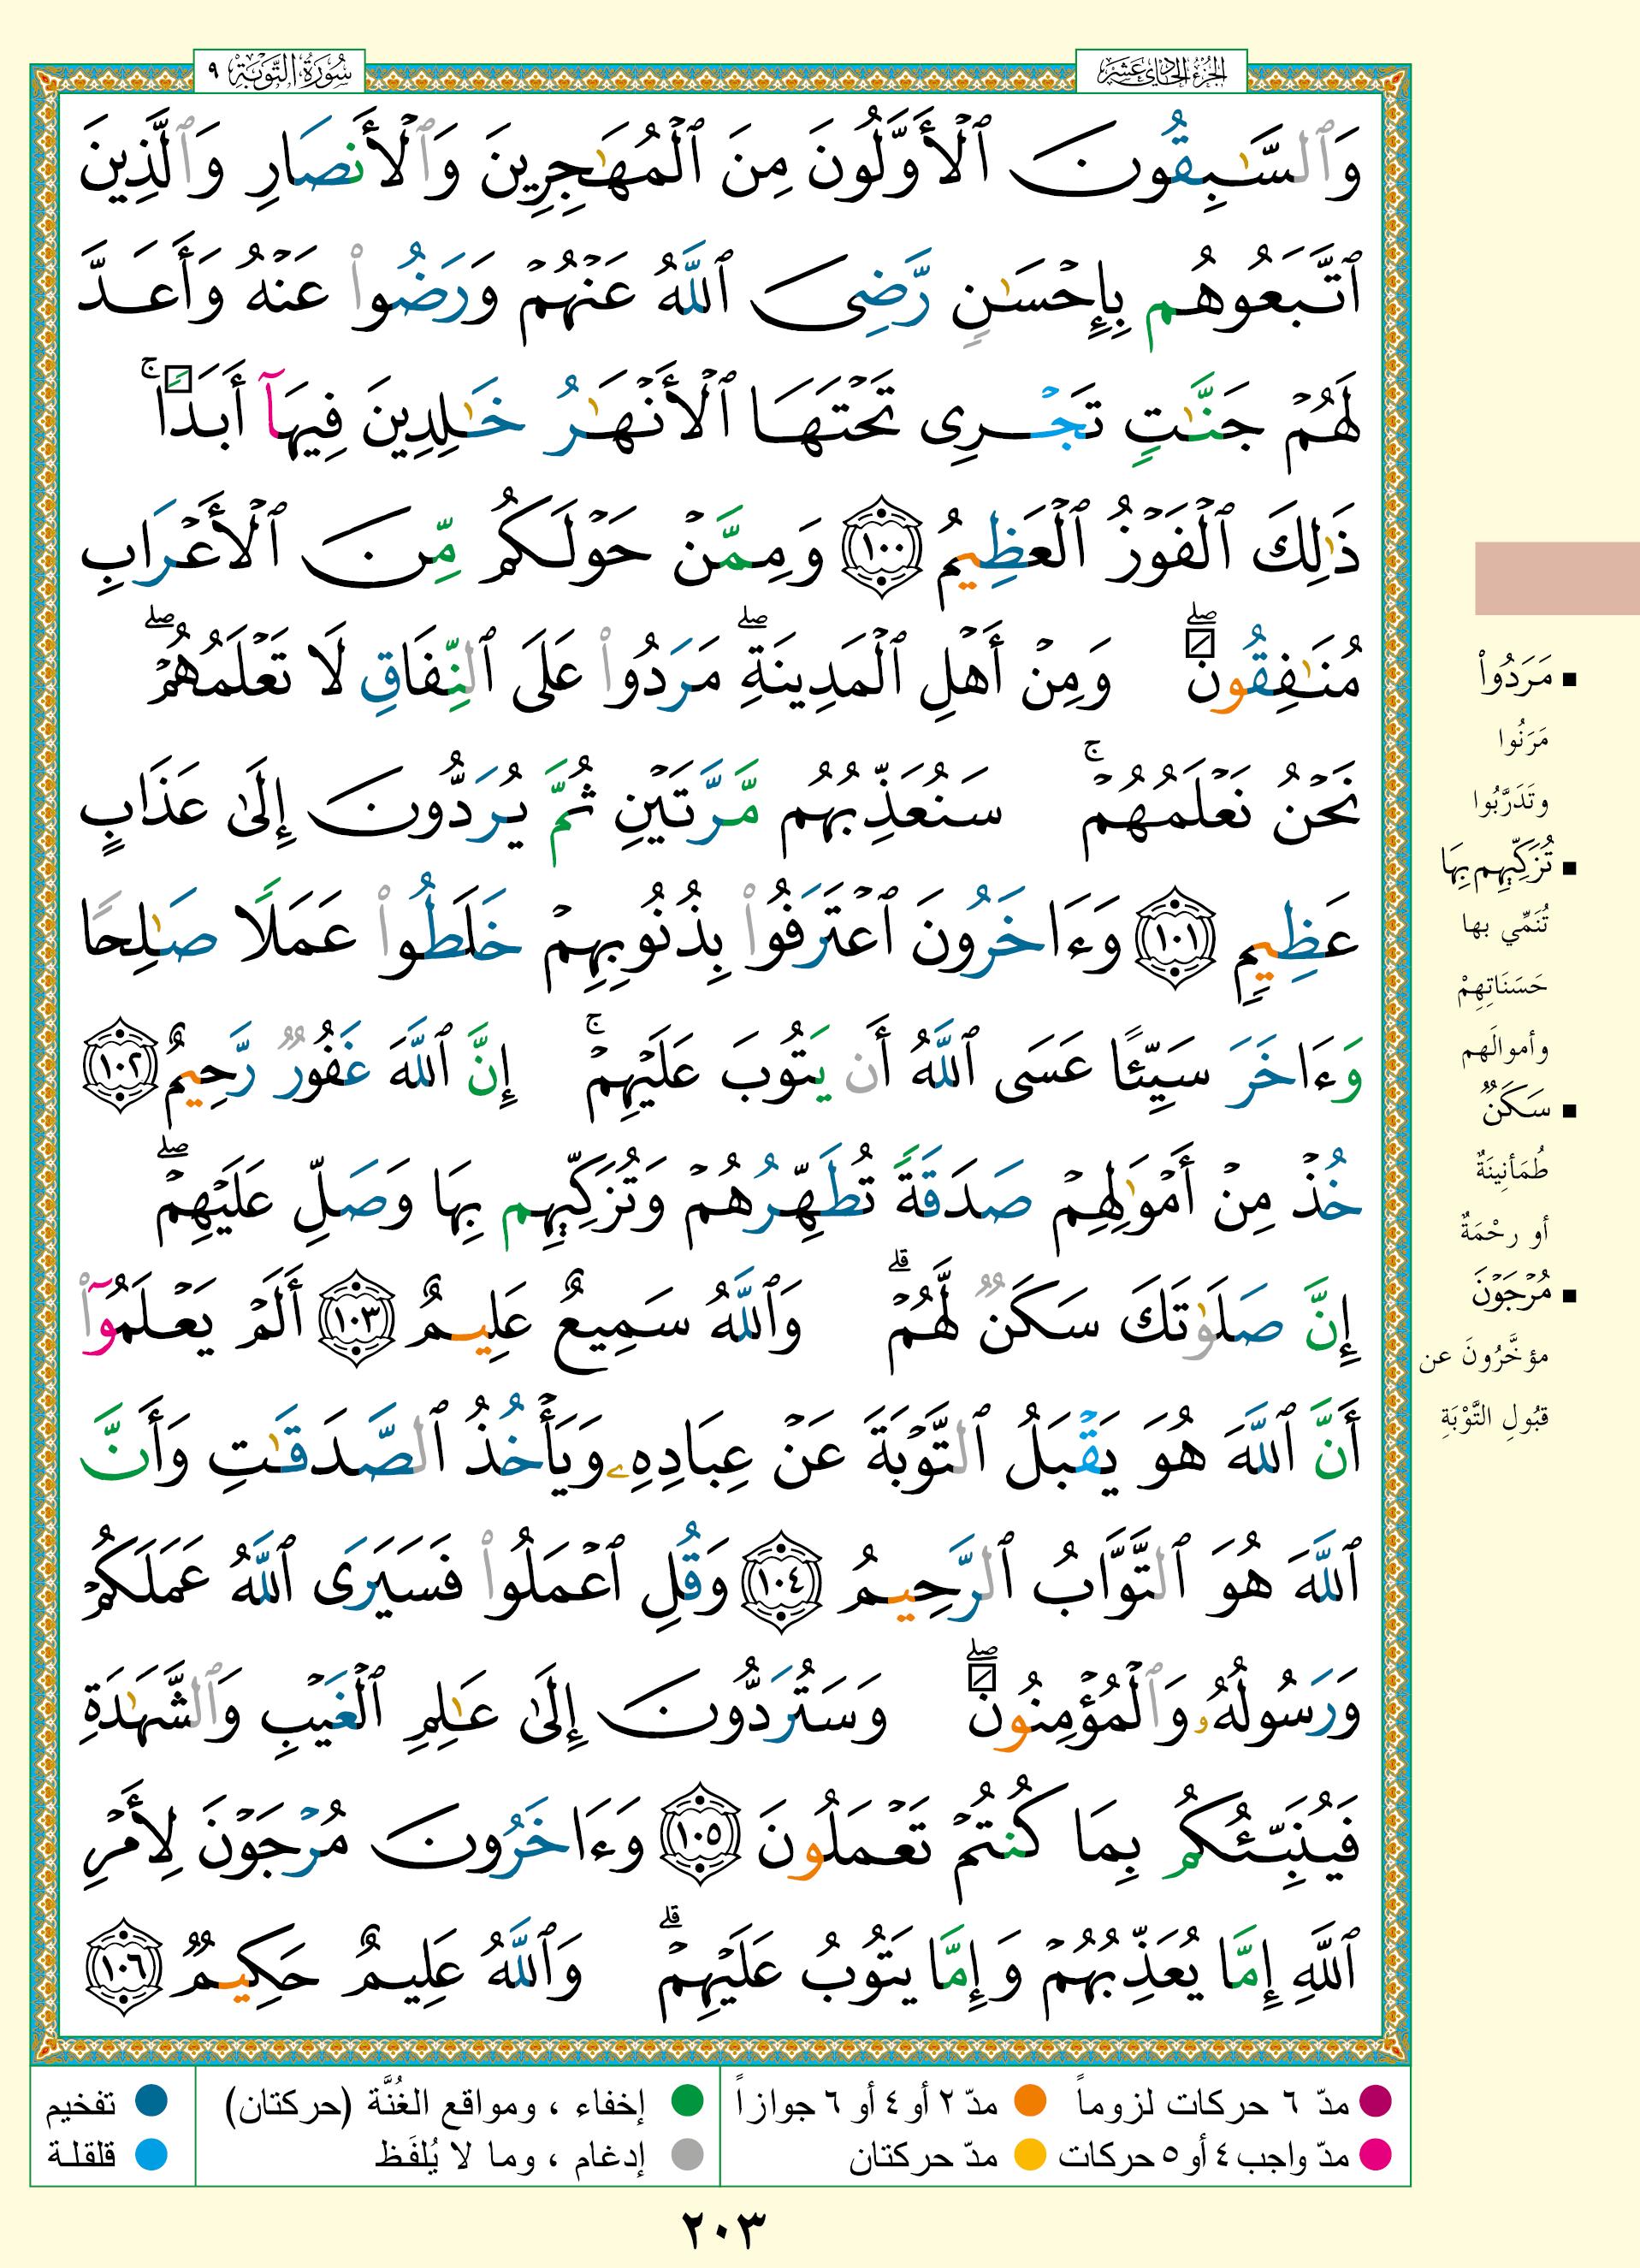 الجزء الحادي عشر
سورة التوبة ٩
وَٱلسَّـٰبِقُونَ ٱلْأَوَّلُونَ مِنَ ٱلْمُهَـٰجِرِينَ وَٱلْأَنصَارِ وَٱلَّذِينَ
ٱتَّبَعُوهُم بِإِحْسَـٰنٍ رَّضِىَ ٱللَّهُ عَنْهُمْ وَرَضُوا۟ عَنْهُ وَأَعَدَّ
لَهُمْ جَنَّـٰتٍ تَجْرِى تَحْتَهَا ٱلْأَنْهَـٰرُ خَـٰلِدِينَ فِيهَآ أَبَدًا ۚ
ذَٰلِكَ ٱلْفَوْزُ ٱلْعَظِيمُ ١٠٠ وَمِمَّنْ حَوْلَكُم مِّنَ ٱلْأَعْرَابِ
مُنَـٰفِقُونَ ۖ وَمِنْ أَهْلِ ٱلْمَدِينَةِ ۖ مَرَدُوا۟ عَلَى ٱلنِّفَاقِ لَا تَعْلَمُهُمْ ۖ
نَحْنُ نَعْلَمُهُمْ ۚ سَنُعَذِّبُهُم مَّرَّتَيْنِ ثُمَّ يُرَدُّونَ إِلَىٰ عَذَابٍ
عَظِيمٍ ١٠١ وَءَاخَرُونَ ٱعْتَرَفُوا۟ بِذُنُوبِهِمْ خَلَطُوا۟ عَمَلًا صَـٰلِحًا
وَءَاخَرَ سَيِّئًا عَسَى ٱللَّهُ أَن يَتُوبَ عَلَيْهِمْ ۚ إِنَّ ٱللَّهَ غَفُورٌ رَّحِيمٌ ١٠٢
خُذْ مِنْ أَمْوَٰلِهِمْ صَدَقَةً تُطَهِّرُهُمْ وَتُزَكِّيهِم بِهَا وَصَلِّ عَلَيْهِمْ ۖ
إِنَّ صَلَوٰتَكَ سَكَنٌ لَّهُمْ ۗ وَٱللَّهُ سَمِيعٌ عَلِيمٌ ١٠٣ أَلَمْ يَعْلَمُوٓا۟
أَنَّ ٱللَّهَ هُوَ يَقْبَلُ ٱلتَّوْبَةَ عَنْ عِبَادِهِۦ وَيَأْخُذُ ٱلصَّدَقَـٰتِ وَأَنَّ
ٱللَّهَ هُوَ ٱلتَّوَّابُ ٱلرَّحِيمُ ١٠٤ وَقُلِ ٱعْمَلُوا۟ فَسَيَرَى ٱللَّهُ عَمَلَكُمْ
وَرَسُولُهُۥ وَٱلْمُؤْمِنُونَ ۖ وَسَتُرَدُّونَ إِلَىٰ عَـٰلِمِ ٱلْغَيْبِ وَٱلشَّهَـٰدَةِ
فَيُنَبِّئُكُم بِمَا كُنتُمْ تَعْمَلُونَ ١٠٥ وَءَاخَرُونَ مُرْجَوْنَ لِأَمْرِ
ٱللَّهِ إِمَّا يُعَذِّبُهُمْ وَإِمَّا يَتُوبُ عَلَيْهِمْ ۗ وَٱللَّهُ عَلِيمٌ حَكِيمٌ ١٠٦
■ مَرَدُوا۟
مَرَنُوا
وتَدَرَّبُوا
■ تُزَكِّيهِم بِهَا
تُنَمِّي بها
حَسَنَاتِهِمْ
وأموالَهم
■ سَكَنٌ
طُمَأنِينَةٌ
أو رحْمَةٌ
■ مُرْجَوْنَ
مؤخَّرُونَ عن
قبُولِ التَّوْبَةِ
مدّ ٦ حركات لزوماً
مدّ ٢ أو ٤ أو ٦ جوازاً
إخفاء ، ومواقع الغُنَّة (حركتان)
تفخيم
مدّ واجب ٤ أو ٥ حركات
مدّ حركتان
إدغام ، وما لا يُلفَظ
قلقلة
٢٠٣